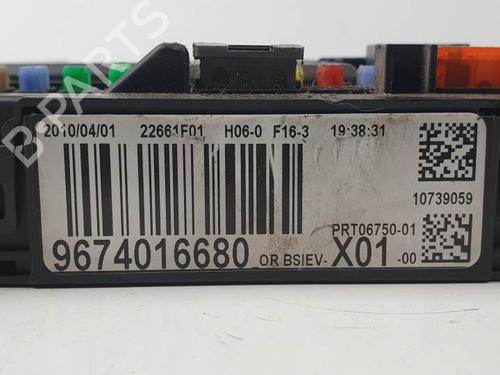 B-PARTS
2010/04/01 22661F01 H06-0 F16-3 19:38:31
10739059
PRT06750-01
9674016680 OR BSIEV- X01 -00